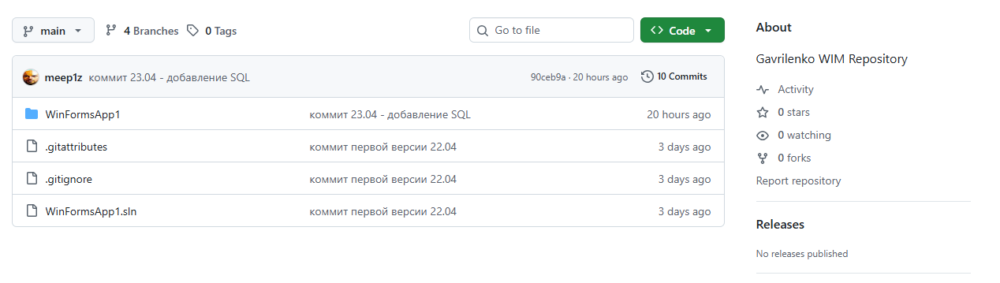 main 4 Branches 0 Tags Go to file Code
meep1z коммит 23.04 - добавление SQL 90ceb9a · 20 hours ago 10 Commits
WinFormsApp1 коммит 23.04 - добавление SQL 20 hours ago
.gitattributes коммит первой версии 22.04 3 days ago
.gitignore коммит первой версии 22.04 3 days ago
WinFormsApp1.sln коммит первой версии 22.04 3 days ago
About
Gavrilenko WIM Repository
Activity
0 stars
0 watching
0 forks
Report repository
Releases
No releases published